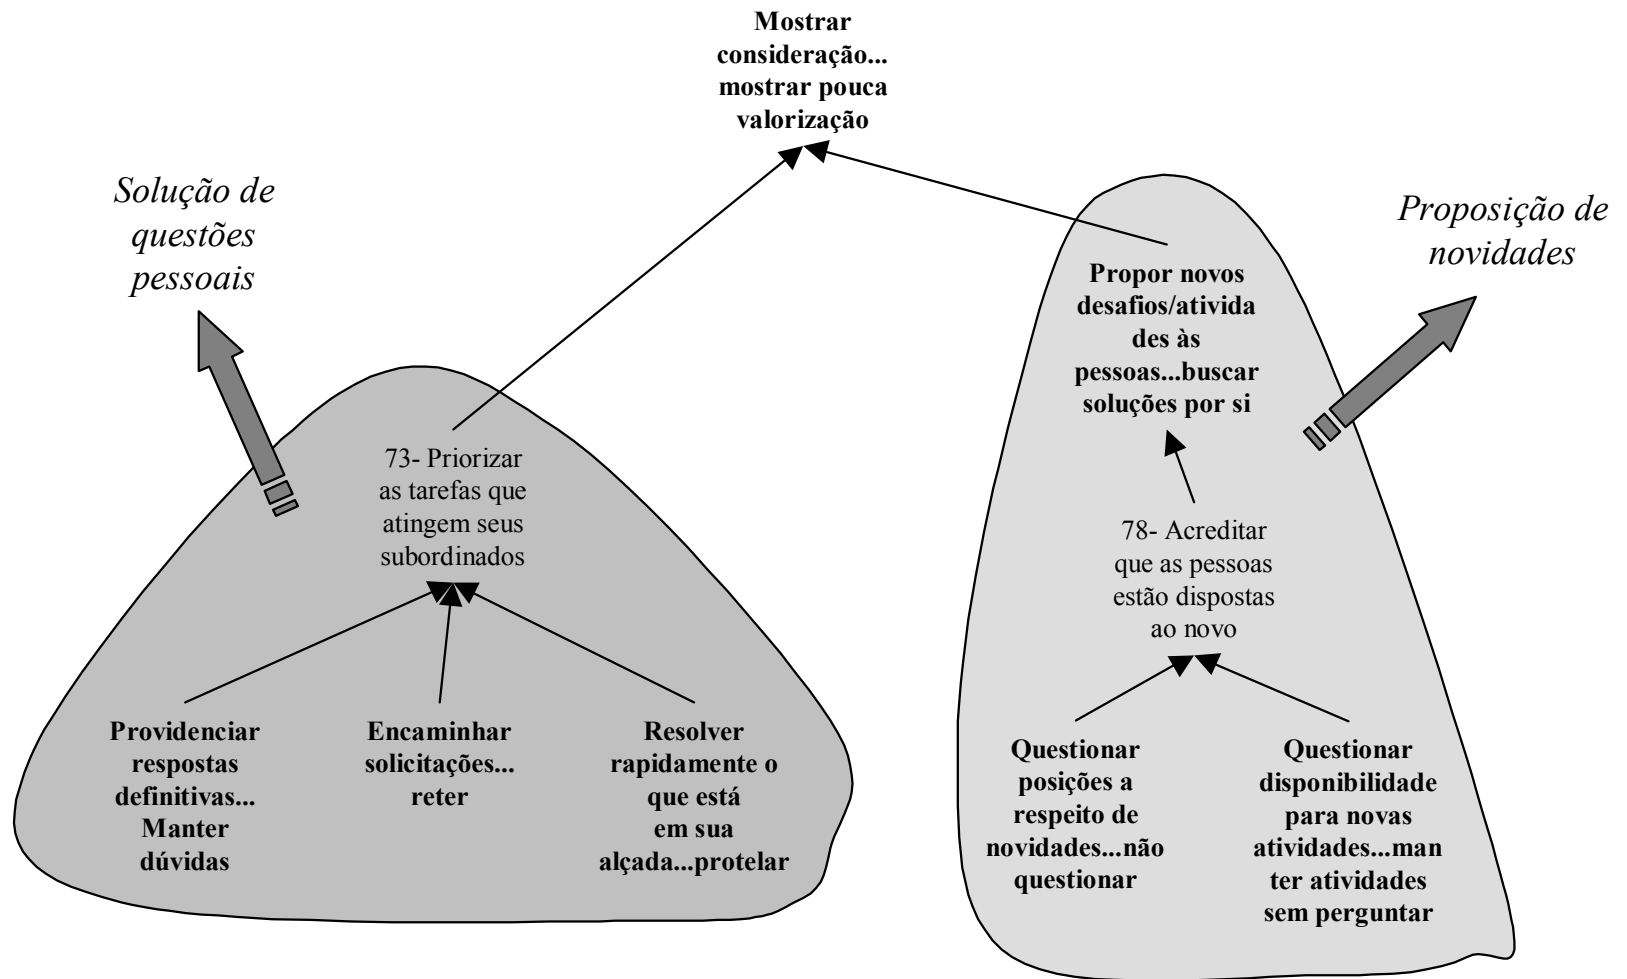 Mostrar
consideração...
mostrar pouca
valorização
Solução de
questões
pessoais
Proposição de
novidades
Propor novos
desafios/ativida
des às
pessoas...buscar
soluções por si
73- Priorizar
as tarefas que
atingem seus
subordinados
78- Acreditar
que as pessoas
estão dispostas
ao novo
Providenciar
respostas
definitivas...
Manter
dúvidas
Encaminhar
solicitações...
reter
Resolver
rapidamente o
que está
em sua
alçada...protelar
Questionar
posições a
respeito de
novidades...não
questionar
Questionar
disponibilidade
para novas
atividades...man
ter atividades
sem perguntar